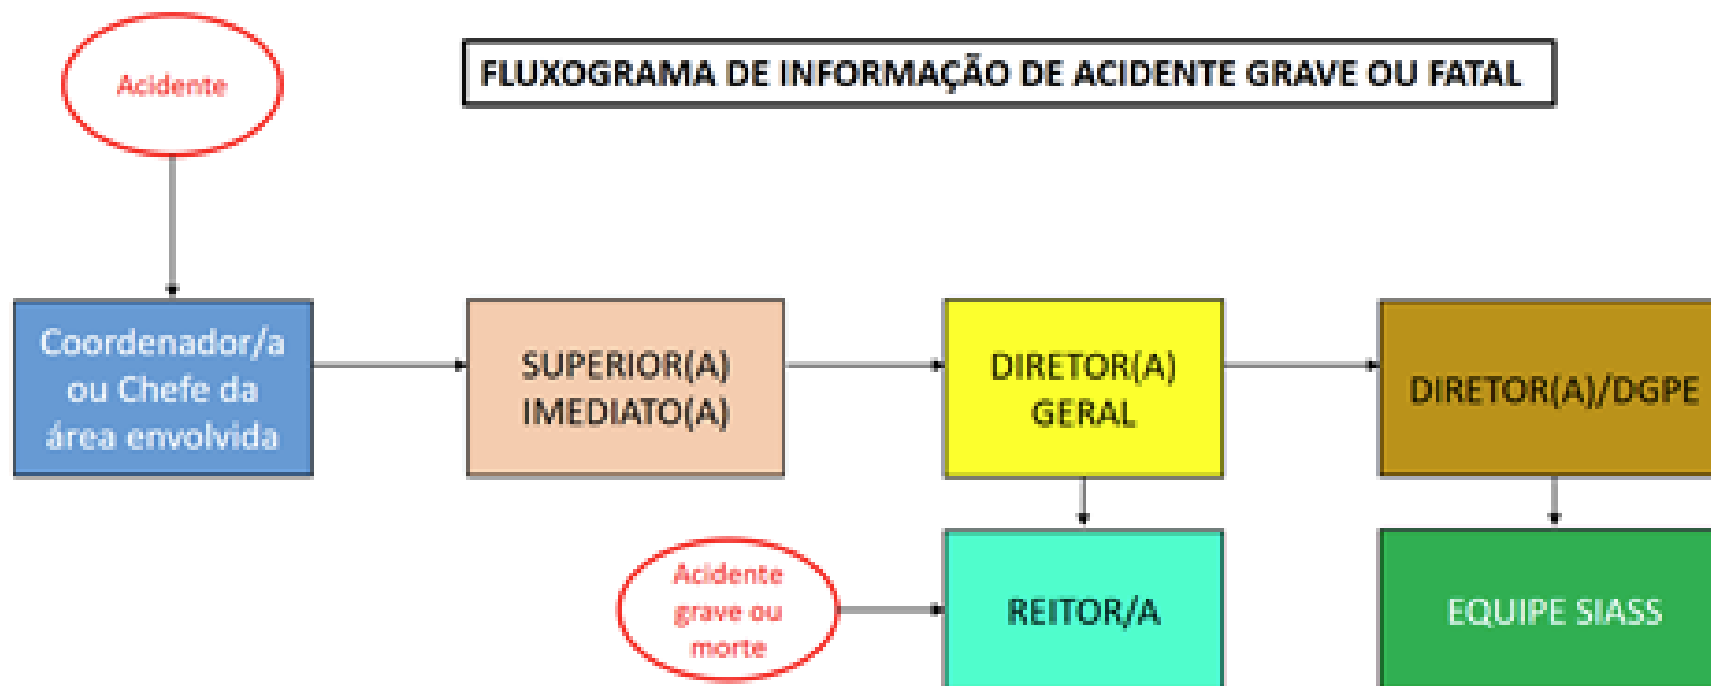 Acidente
FLUXOGRAMA DE INFORMAÇÃO DE ACIDENTE GRAVE OU FATAL
Coordenador/a
ou Chefe da
área envolvida
SUPERIOR(A)
IMEDIATO(A)
DIRETOR(A)
GERAL
DIRETOR(A)/DGPE
Acidente
grave ou
morte
REITOR/A
EQUIPE SIASS